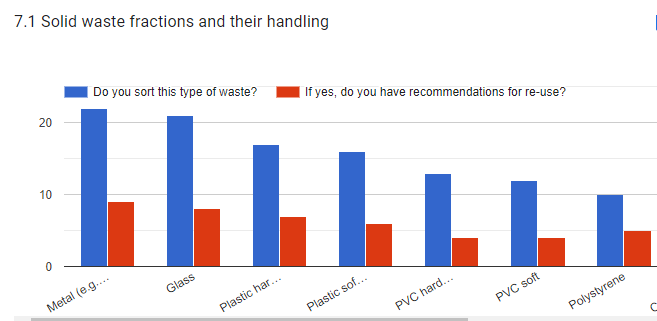 7.1 Solid waste fractions and their handling
Do you sort this type of waste? If yes, do you have recommendations for re-use?
20
10
0
Metal (e.g.… Glass Plastic har… Plastic sof… PVC hard… PVC soft Polystyrene